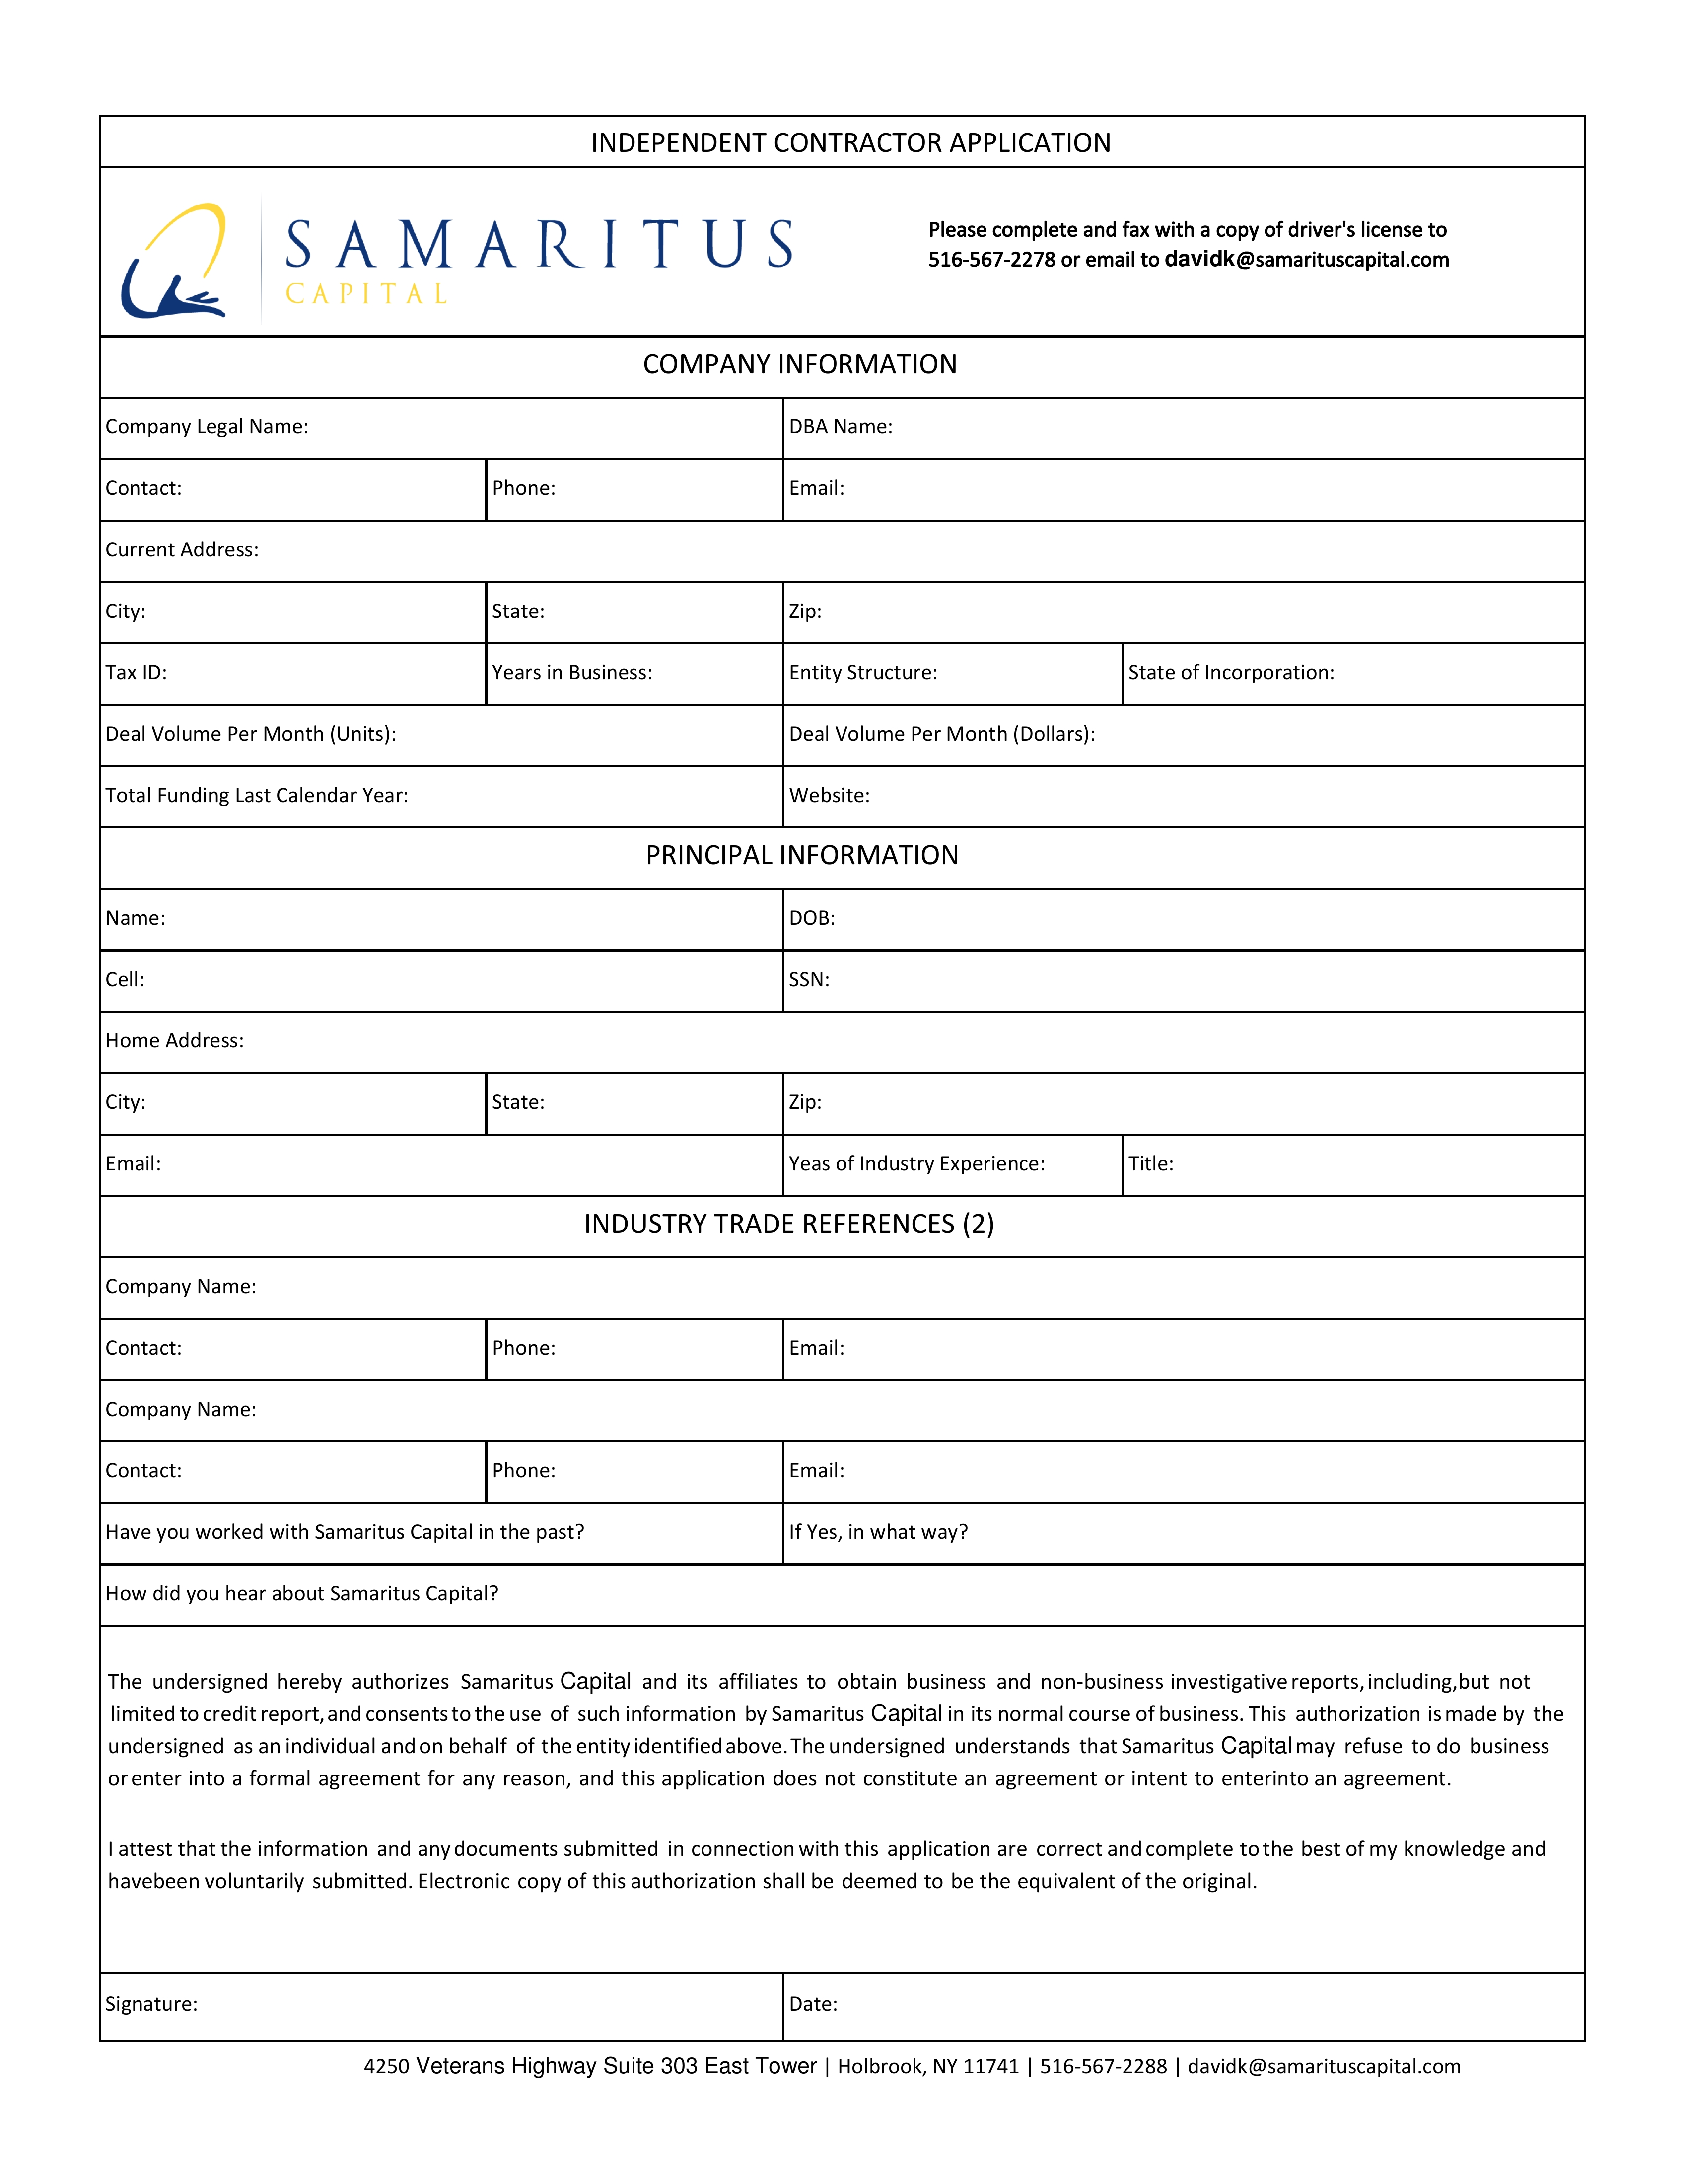 INDEPENDENT CONTRACTOR APPLICATION
SAMARITUS
CAPITAL
Please complete and fax with a copy of driver's license to
516-567-2278 or email to davidk@samarituscapital.com
COMPANY INFORMATION
Company Legal Name: DBA Name:
Contact: Phone: Email:
Current Address:
City: State: Zip:
Tax ID: Years in Business: Entity Structure: State of Incorporation:
Deal Volume Per Month (Units): Deal Volume Per Month (Dollars):
Total Funding Last Calendar Year: Website:
PRINCIPAL INFORMATION
Name: DOB:
Cell: SSN:
Home Address:
City: State: Zip:
Email: Yeas of Industry Experience: Title:
INDUSTRY TRADE REFERENCES (2)
Company Name:
Contact: Phone: Email:
Company Name:
Contact: Phone: Email:
Have you worked with Samaritus Capital in the past? If Yes, in what way?
How did you hear about Samaritus Capital?
The undersigned hereby authorizes Samaritus Capital and its affiliates to obtain business and non-business investigative reports, including, but not
limited to credit report, and consents to the use of such information by Samaritus Capital in its normal course of business. This authorization is made by the
undersigned as an individual and on behalf of the entity identified above. The undersigned understands that Samaritus Capital may refuse to do business
or enter into a formal agreement for any reason, and this application does not constitute an agreement or intent to enterinto an agreement.
I attest that the information and any documents submitted in connection with this application are correct and complete to the best of my knowledge and
havebeen voluntarily submitted. Electronic copy of this authorization shall be deemed to be the equivalent of the original.
Signature: Date:
4250 Veterans Highway Suite 303 East Tower | Holbrook, NY 11741 | 516-567-2288 | davidk@samarituscapital.com